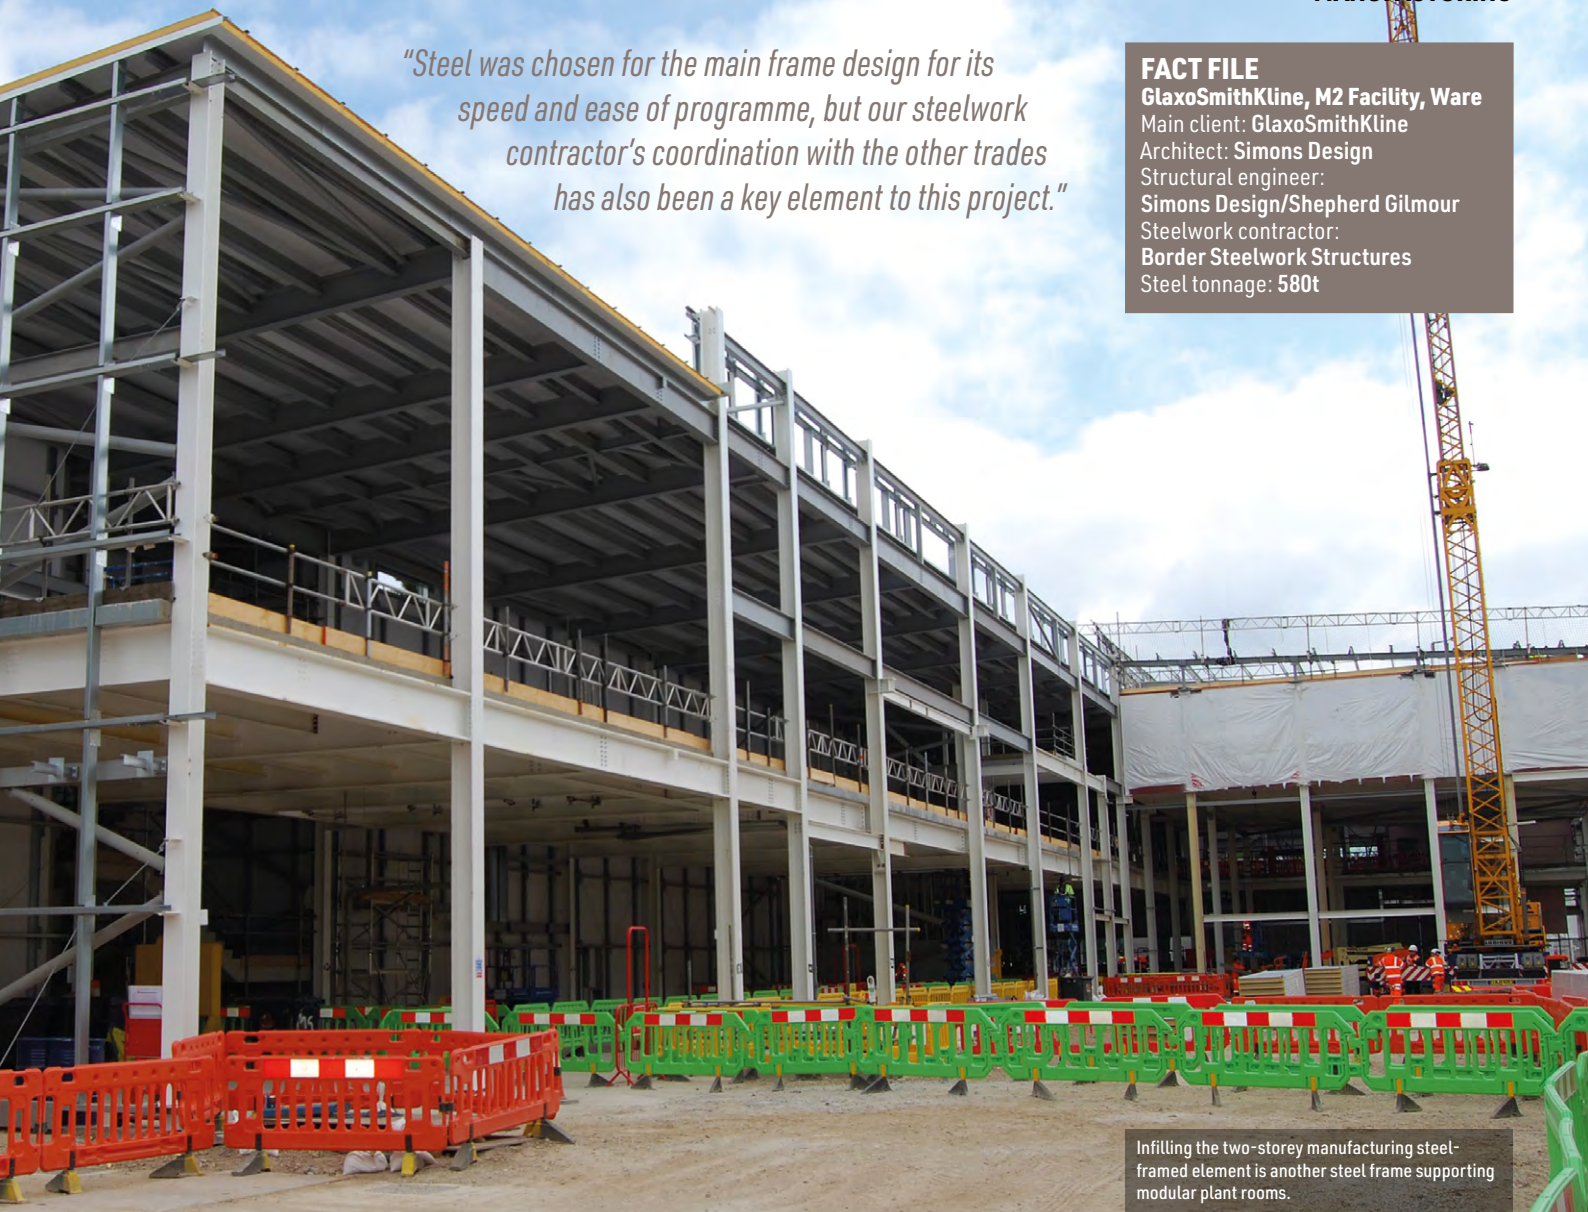 "Steel was chosen for the main frame design for its
speed and ease of programme, but our steelwork
contractor's coordination with the other trades
has also been a key element to this project."
FACT FILE
GlaxoSmithKline, M2 Facility, Ware
Main client: GlaxoSmithKline
Architect: Simons Design
Structural engineer:
Simons Design/Shepherd Gilmour
Steelwork contractor:
Border Steelwork Structures
Steel tonnage: 580t
Infilling the two-storey manufacturing steel-
framed element is another steel frame supporting
modular plant rooms.